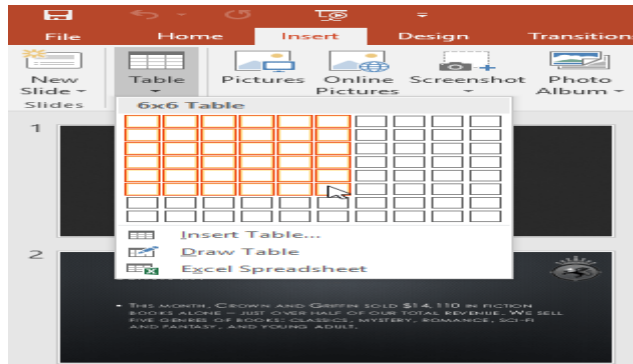 File Home Insert Design Transition
New Slide Table Pictures Online Pictures Screenshot Photo Album
Slides
6x6 Table
1
Insert Table...
Draw Table
Excel Spreadsheet
2
• THIS MONTH, CROWN AND GRIFFIN SOLD $14,110 IN FICTION
BOOKS ALONE – JUST OVER HALF OF OUR TOTAL REVENUE. WE SELL
FIVE GENRES OF BOOKS: CLASSICS, MYSTERY, ROMANCE, SCI-FI
AND FANTASY, AND YOUNG ADULT.